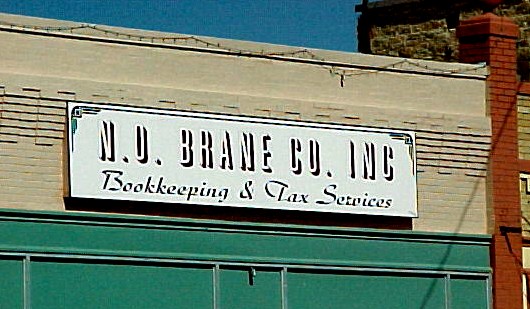 N.D. BRANE CO. INC
Bookkeeping & Tax Services